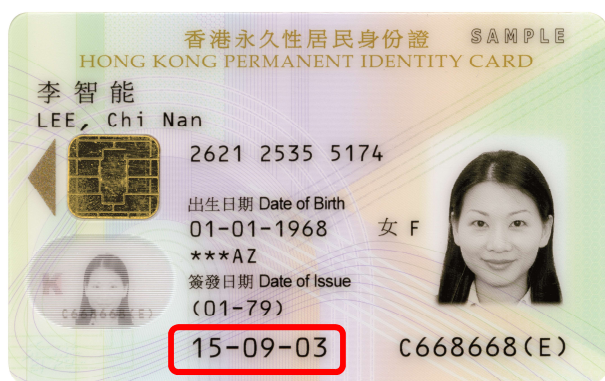 香港永久性居民身份證 SAMPLE
HONG KONG PERMANENT IDENTITY CARD
李智能
LEE, Chi Nan
2621 2535 5174
出生日期 Date of Birth
01-01-1968 女 F
***AZ
簽發日期 Date of Issue
(01-79)
15-09-03 C668668(E)
K
C668668(E)